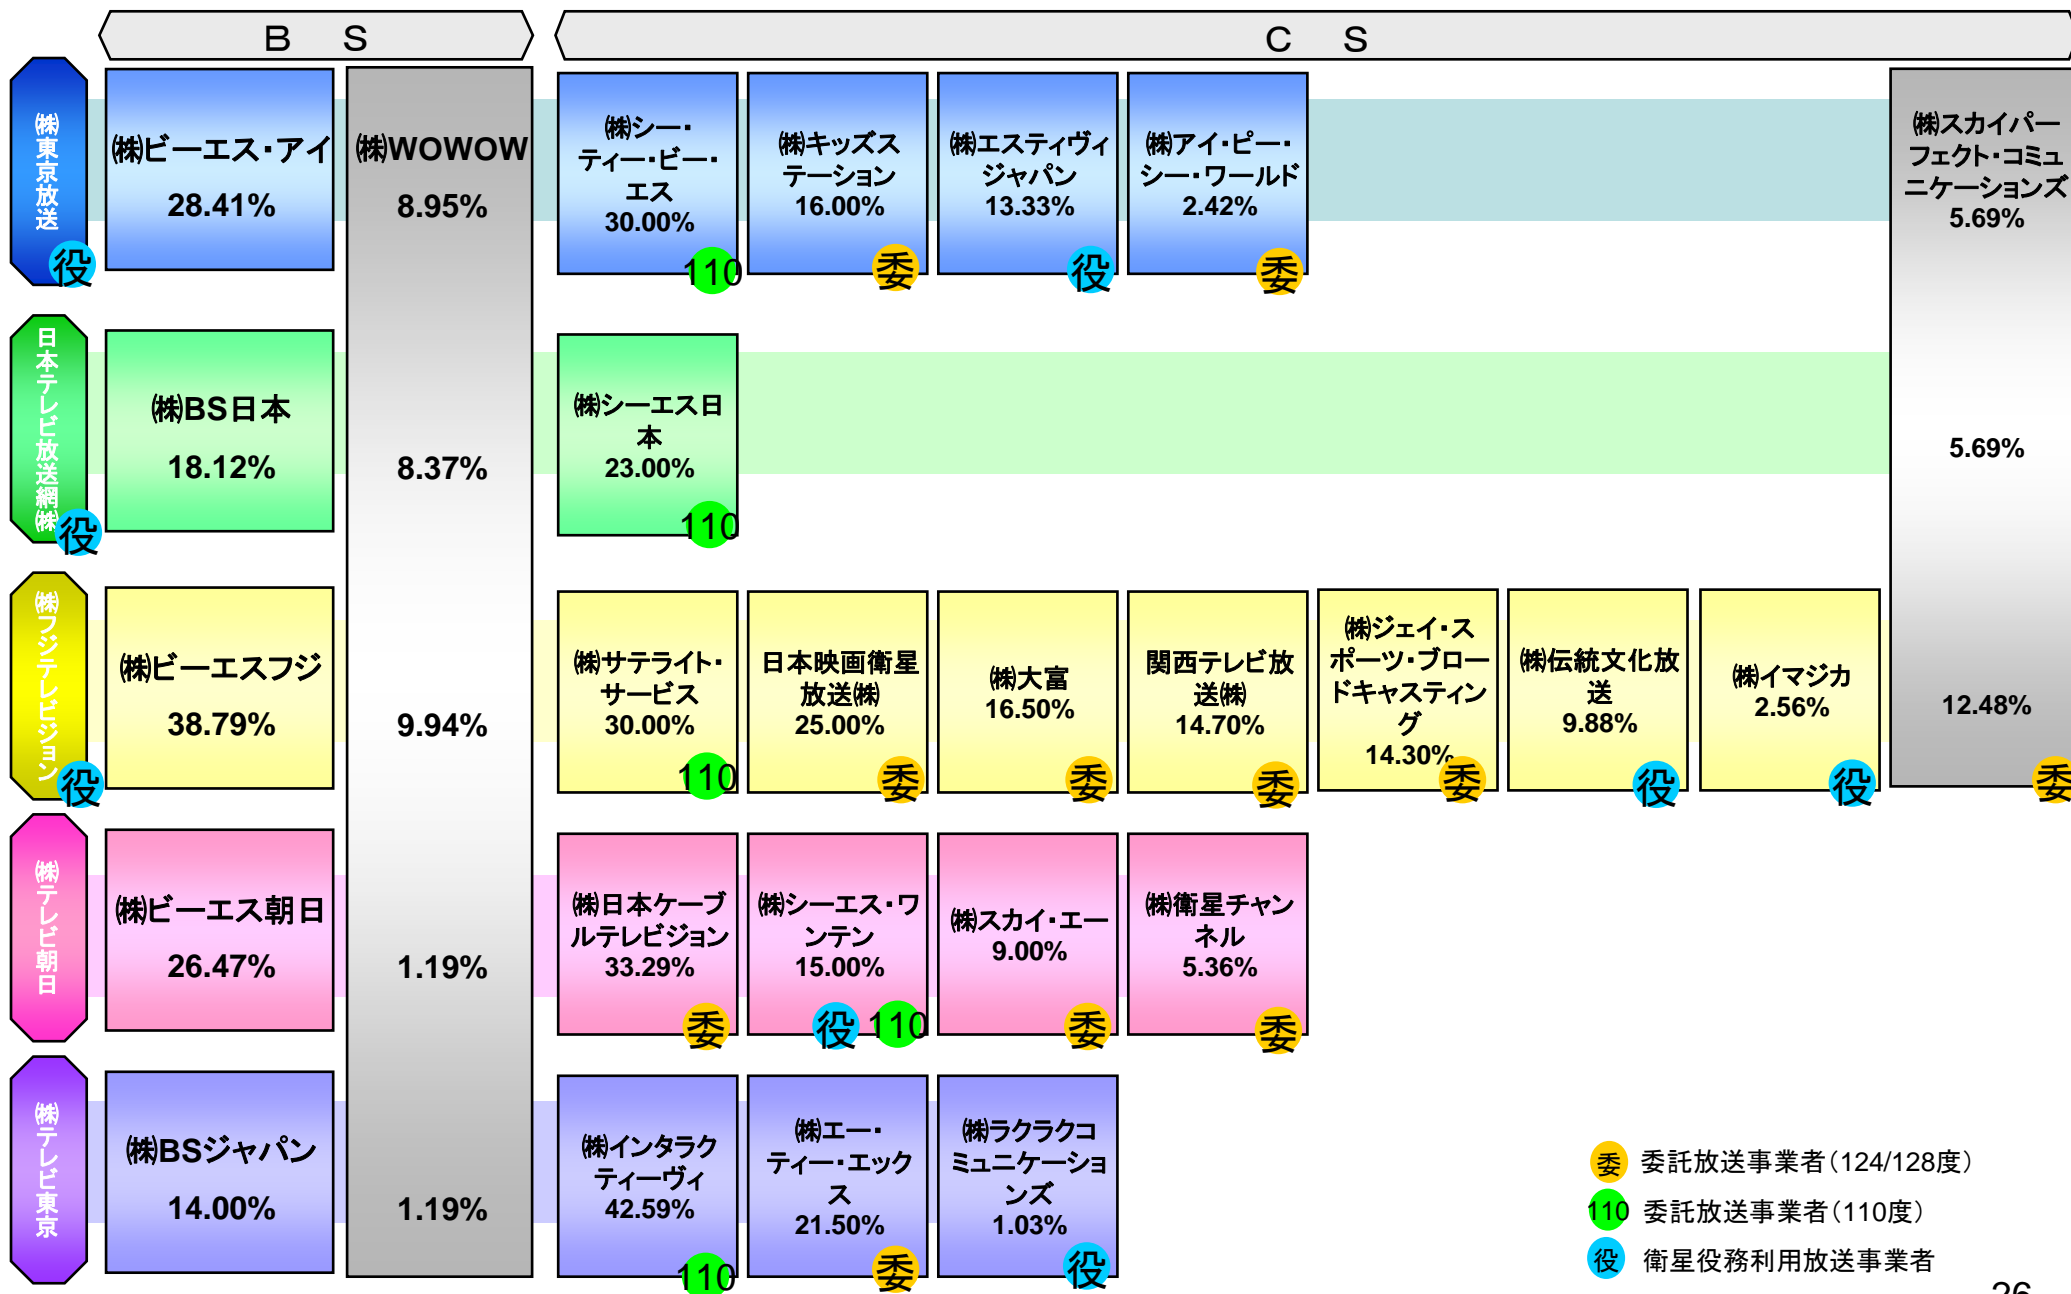 B S
C S
㈱東京放送
役
㈱ビーエス・アイ
28.41%
㈱WOWOW
8.95%
㈱シー・
ティー・ビー・
エス
30.00%
110
㈱キッズス
テーション
16.00%
委
㈱エスティヴィ
ジャパン
13.33%
役
㈱アイ・ピー・
シー・ワールド
2.42%
委
㈱スカイパー
フェクト・コミュ
ニケーションズ
5.69%
日本テレビ放送網㈱
役
㈱BS日本
18.12%
8.37%
㈱シーエス日
本
23.00%
110
5.69%
㈱フジテレビジョン
役
㈱ビーエスフジ
38.79%
9.94%
㈱サテライト・
サービス
30.00%
110
日本映画衛星
放送㈱
25.00%
委
㈱大富
16.50%
委
関西テレビ放
送㈱
14.70%
委
㈱ジェイ・ス
ポーツ・ブロー
ドキャスティン
グ
14.30%
委
㈱伝統文化放
送
9.88%
役
㈱イマジカ
2.56%
役
12.48%
委
㈱テレビ朝日
㈱ビーエス朝日
26.47%
1.19%
㈱日本ケーブ
ルテレビジョン
33.29%
委
㈱シーエス・ワ
ンテン
15.00%
役 110
㈱スカイ・エー
9.00%
委
㈱衛星チャン
ネル
5.36%
委
㈱テレビ東京
㈱BSジャパン
14.00%
1.19%
㈱インタラク
ティーヴィ
42.59%
110
㈱エー・
ティー・エック
ス
21.50%
委
㈱ラクラクコ
ミュニケーショ
ンズ
1.03%
役
委 委託放送事業者（124/128度）
110 委託放送事業者（110度）
役 衛星役務利用放送事業者
26